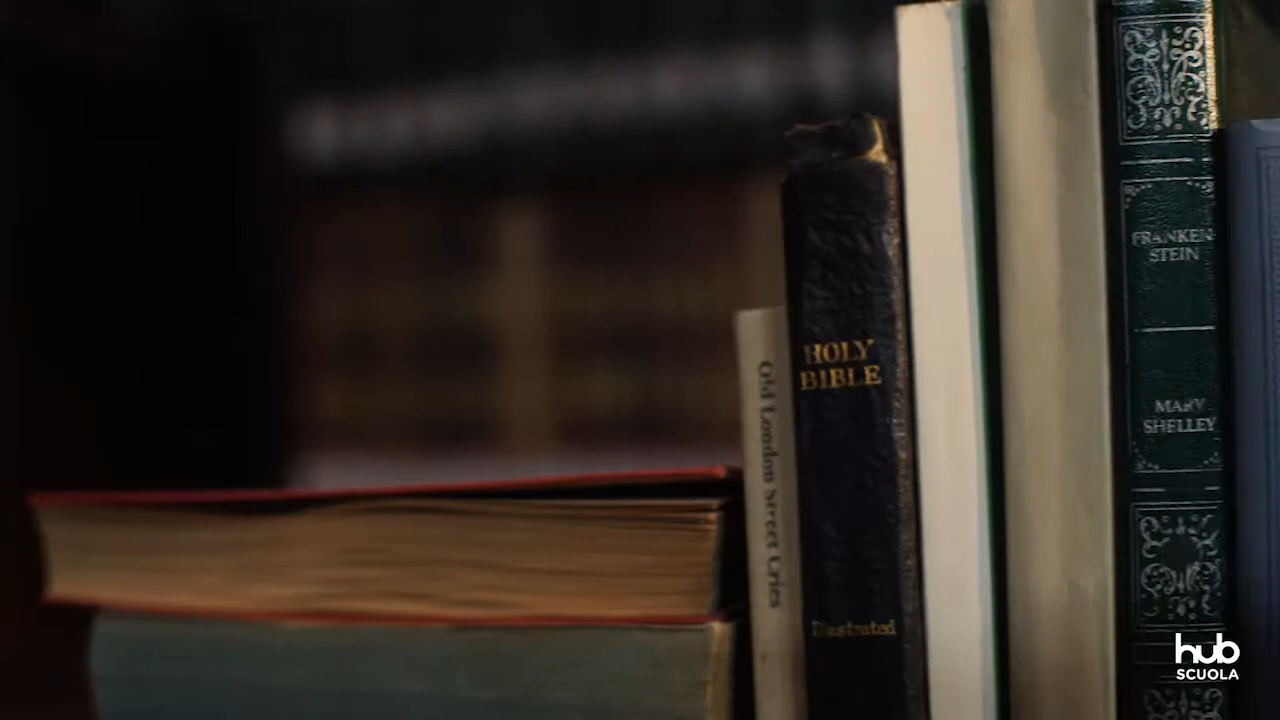 Old London Street Cries
HOLY
BIBLE
Illustrated
FRANKEN
STEIN
MARY
SHELLEY
hub
SCUOLA